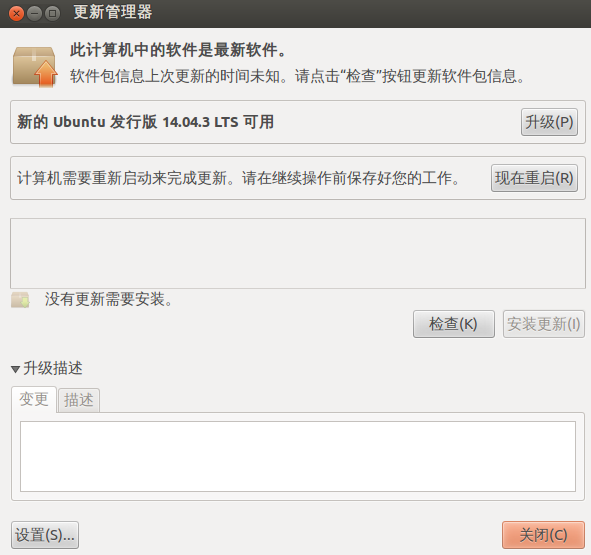 更新管理器
此计算机中的软件是最新软件。
软件包信息上次更新的时间未知。请点击“检查”按钮更新软件包信息。
新的 Ubuntu 发行版 14.04.3 LTS 可用
升级(P)
计算机需要重新启动来完成更新。请在继续操作前保存好您的工作。
现在重启(R)
没有更新需要安装。
检查(K)
安装更新(I)
升级描述
变更
描述
设置(S)...
关闭(C)